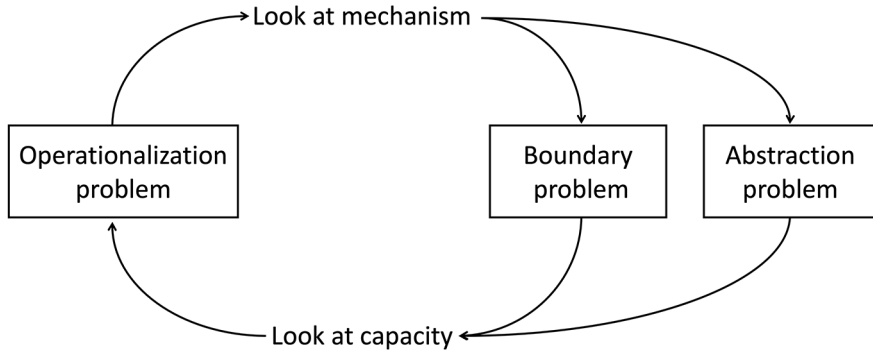 Look at mechanism
Operationalization
problem
Boundary
problem
Abstraction
problem
Look at capacity